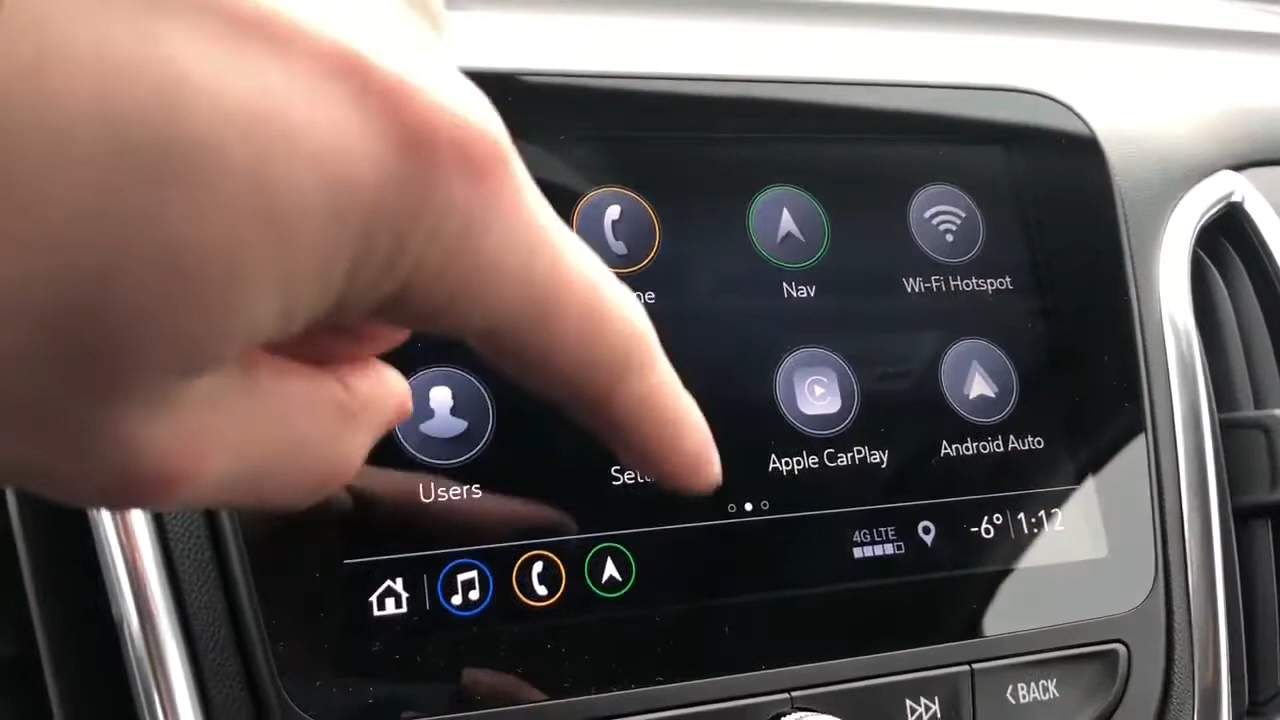 Nav
Wi-Fi Hotspot
Users
Apple CarPlay
Android Auto
4G LTE
-6° 1:12
BACK